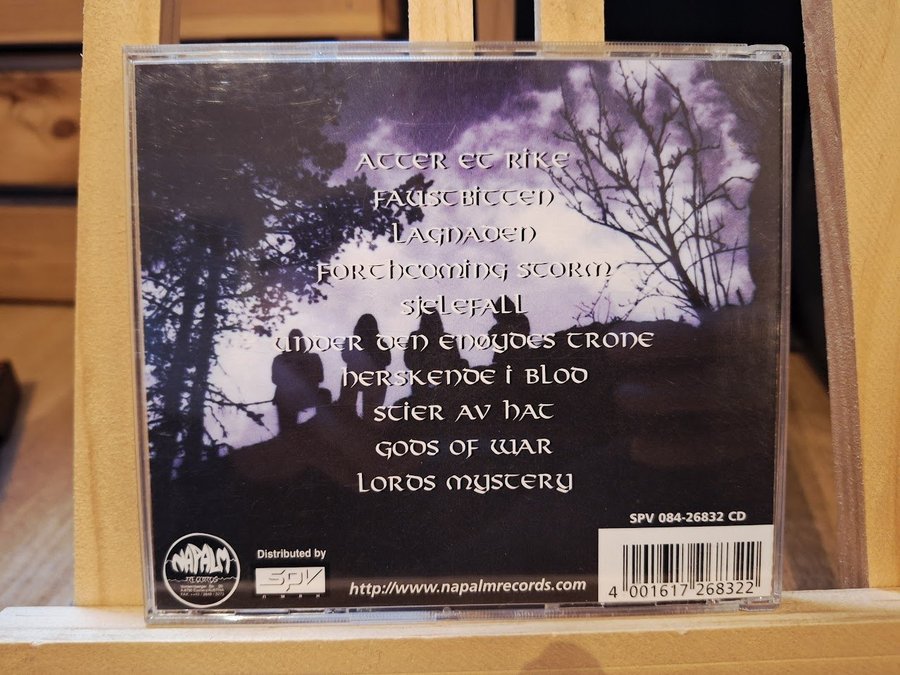 ATTER ET RIKE
FAUSTBITTEN
LAGNADEN
FORTHCOMING STORM
SJELEFALL
UNDER DEN ENØYDES TRONE
HERSKENDE I BLOD
STIER AV HAT
GODS OF WAR
LORDS MYSTERY
SPV 084-26832 CD
NAPALM
RECORDS
Distributed by
SPV
http://www.napalmrecords.com
4 001617 268322